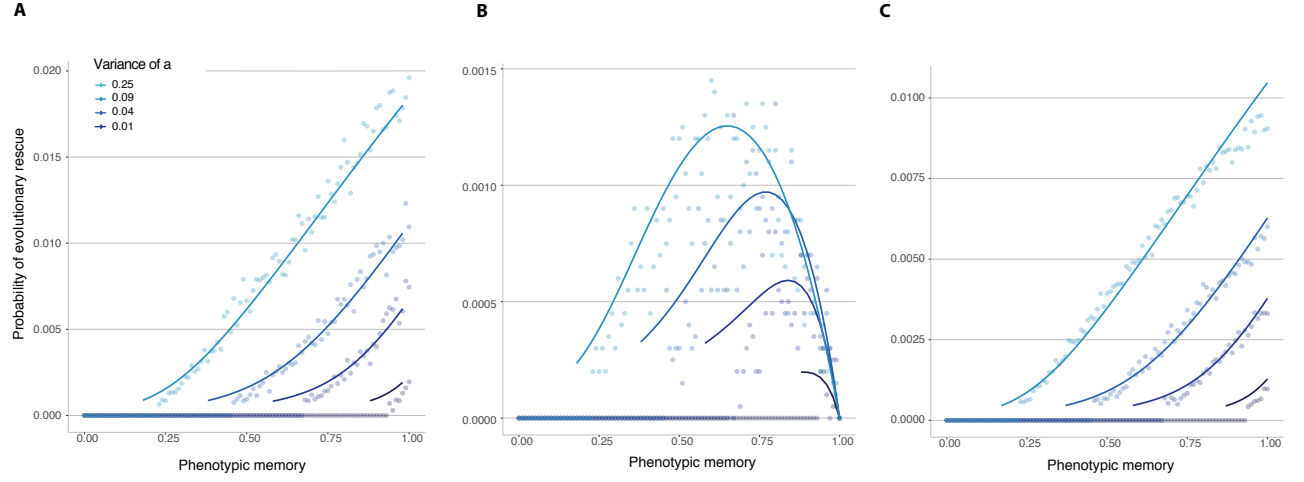 A
B
C
Variance of a
0.25
0.09
0.04
0.01
Probability of evolutionary rescue
0.020
0.015
0.010
0.005
0.000
0.00 0.25 0.50 0.75 1.00
Phenotypic memory
0.0015
0.0010
0.0005
0.0000
0.00 0.25 0.50 0.75 1.00
Phenotypic memory
0.0100
0.0075
0.0050
0.0025
0.0000
0.00 0.25 0.50 0.75 1.00
Phenotypic memory